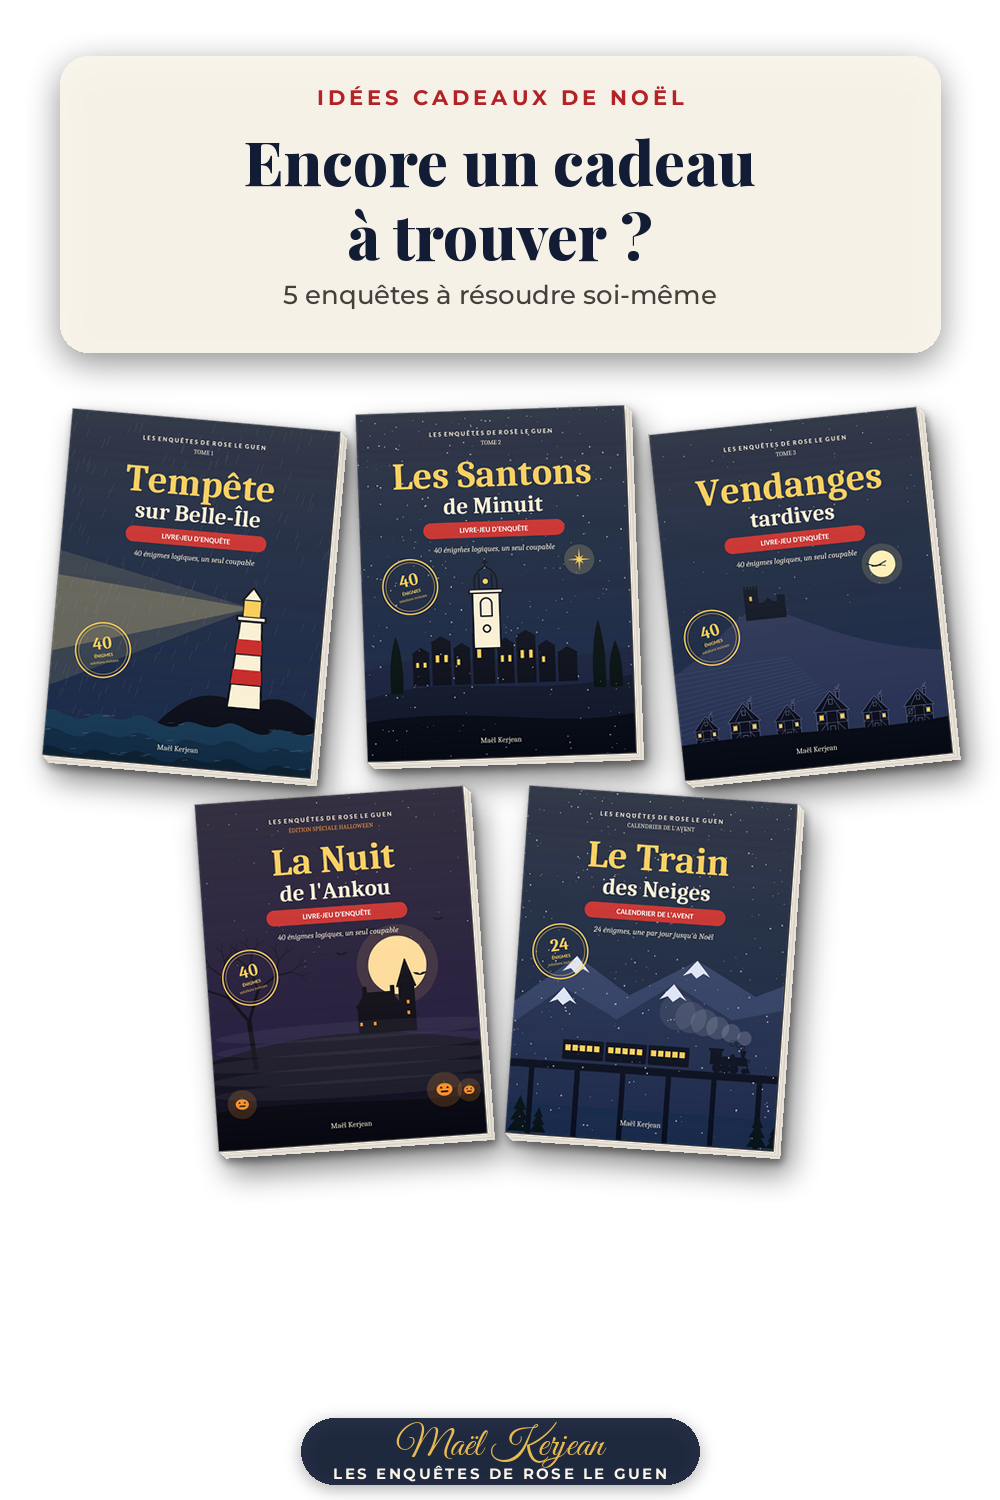 IDÉES CADEAUX DE NOËL
Encore un cadeau
à trouver ?
5 enquêtes à résoudre soi-même
LES ENQUÊTES DE ROSE LE GUEN
TOME 1
Tempête
sur Belle-Île
LIVRE-JEU D'ENQUÊTE
40 énigmes logiques, un seul coupable
40
ÉNIGMES
Maël Kerjean
LES ENQUÊTES DE ROSE LE GUEN
TOME 2
Les Santons
de Minuit
LIVRE-JEU D'ENQUÊTE
40 énigmes logiques, un seul coupable
40
ÉNIGMES
Maël Kerjean
LES ENQUÊTES DE ROSE LE GUEN
TOME 3
Vendanges
tardives
LIVRE-JEU D'ENQUÊTE
40 énigmes logiques, un seul coupable
40
ÉNIGMES
Maël Kerjean
LES ENQUÊTES DE ROSE LE GUEN
ÉDITION SPÉCIALE HALLOWEEN
La Nuit
de l'Ankou
LIVRE-JEU D'ENQUÊTE
40 énigmes logiques, un seul coupable
40
ÉNIGMES
Maël Kerjean
LES ENQUÊTES DE ROSE LE GUEN
CALENDRIER DE L'AVENT
Le Train
des Neiges
CALENDRIER DE L'AVENT
24 énigmes, une par jour jusqu'à Noël
24
ÉNIGMES
Maël Kerjean
Maël Kerjean
LES ENQUÊTES DE ROSE LE GUEN